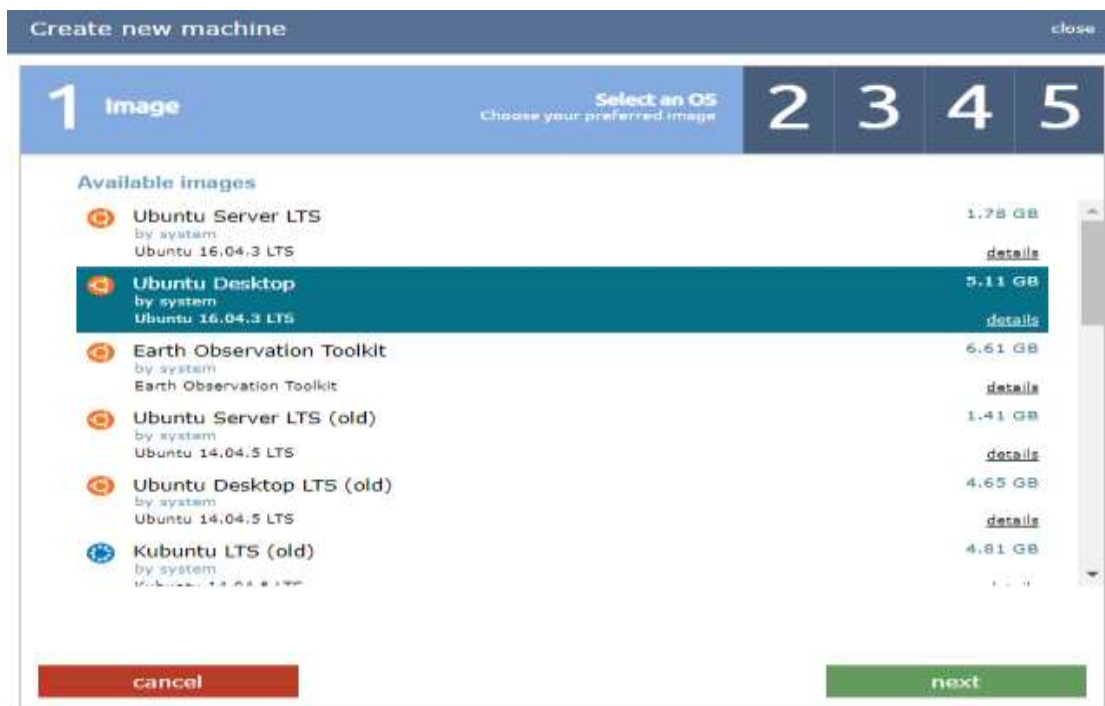 Create new machine
close
1 Image
Select an OS
Choose your preferred image
2 3 4 5
Available images
Ubuntu Server LTS 1.78 GB
by system
Ubuntu 16.04.3 LTS details
Ubuntu Desktop 5.11 GB
by system
Ubuntu 16.04.3 LTS details
Earth Observation Toolkit 6.61 GB
by system
Earth Observation Toolkit details
Ubuntu Server LTS (old) 1.41 GB
by system
Ubuntu 14.04.5 LTS details
Ubuntu Desktop LTS (old) 4.65 GB
by system
Ubuntu 14.04.5 LTS details
Kubuntu LTS (old) 4.81 GB
by system
cancel
next